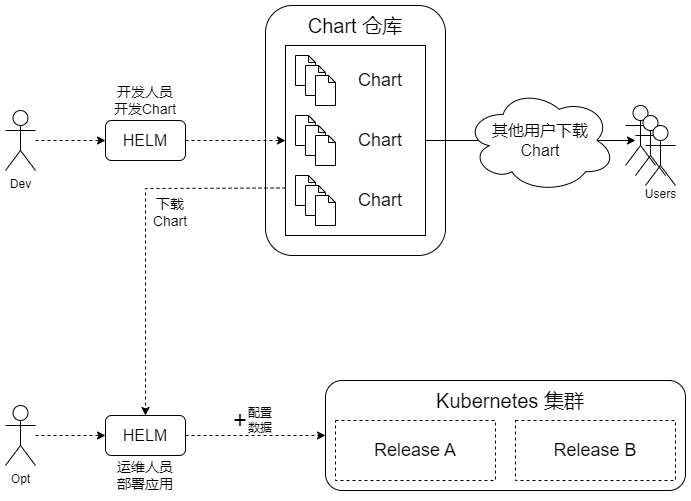 Chart 仓库
Chart
Chart
Chart
开发人员
开发Chart
HELM
Dev
其他用户下载
Chart
Users
下载
Chart
Kubernetes 集群
Release A
Release B
+配置
数据
HELM
运维人员
部署应用
Opt